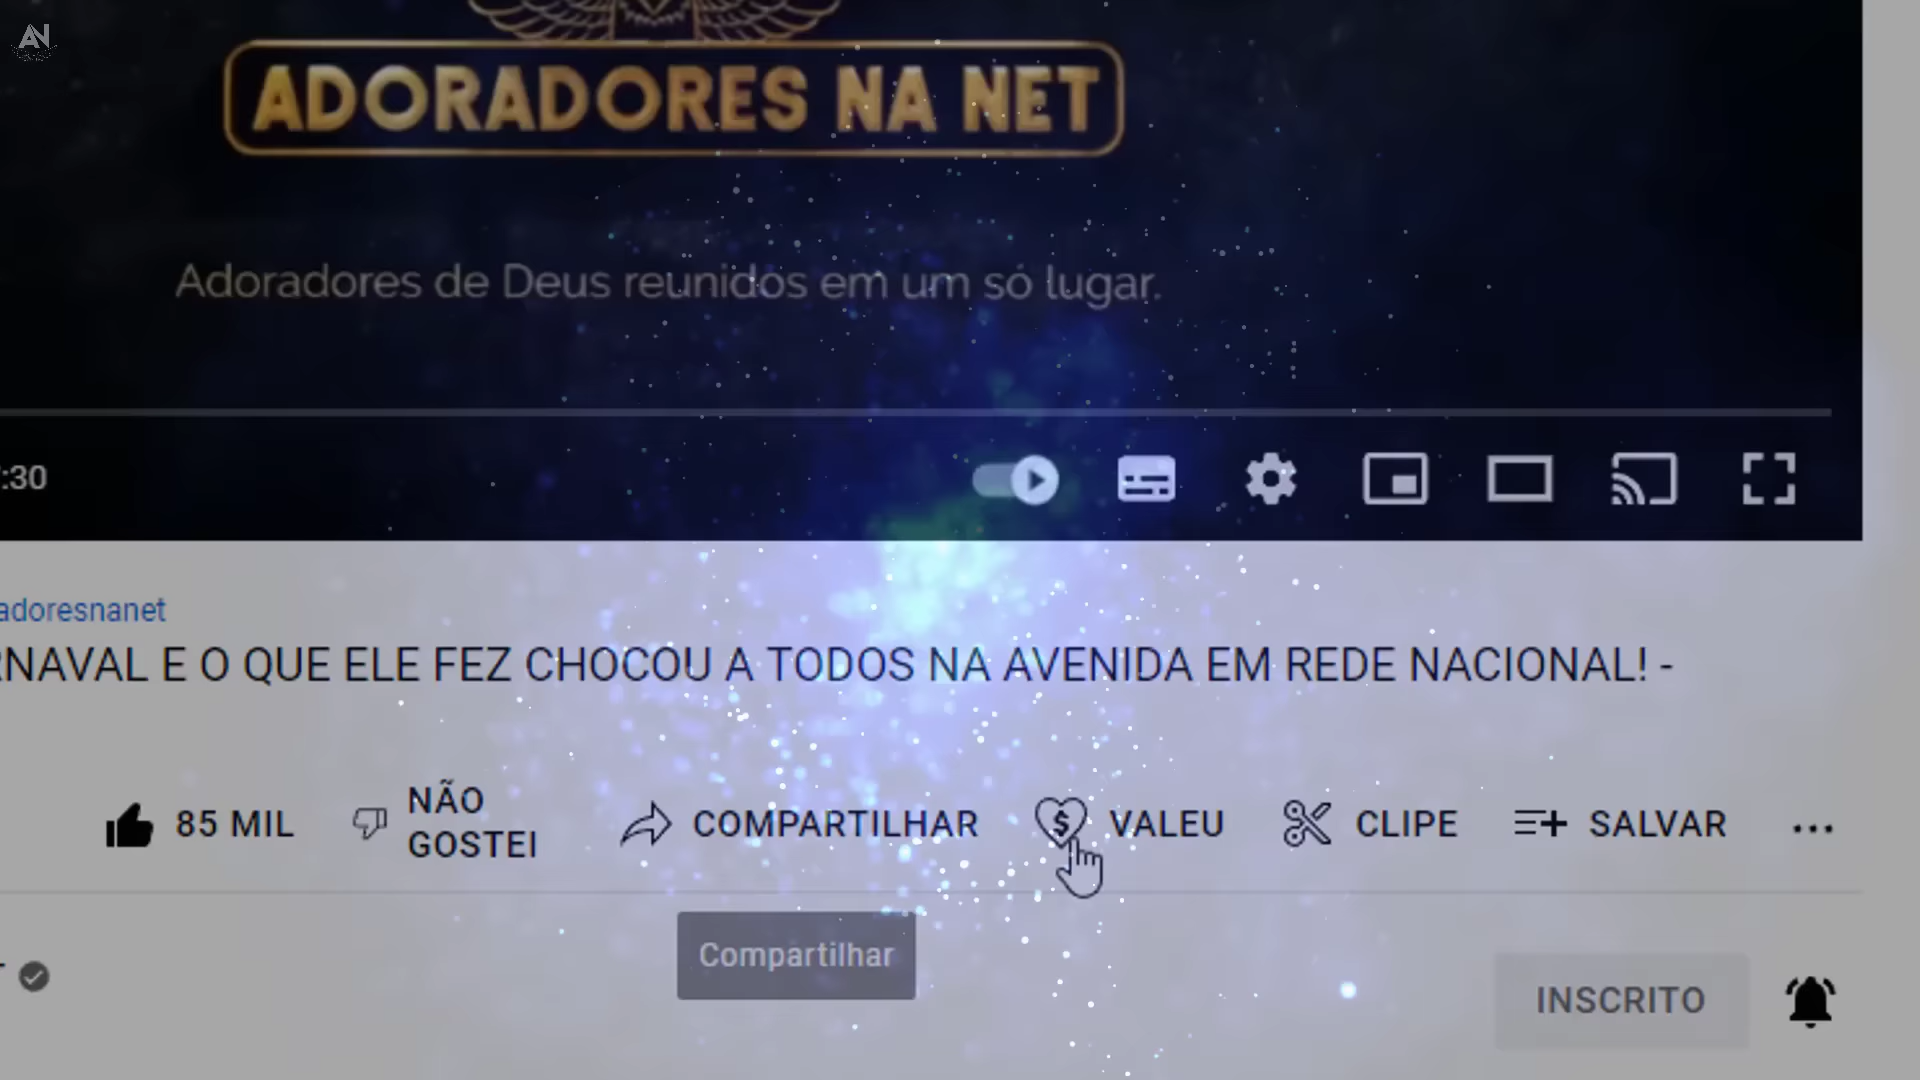 AN
ADORADORES NA NET
Adoradores de Deus reunidos em um só lugar.
:30
adoresnanet
RNAVAL E O QUE ELE FEZ CHOCOU A TODOS NA AVENIDA EM REDE NACIONAL! -
85 MIL
NÃO
GOSTEI
COMPARTILHAR
VALEU
CLIPE
SALVAR
Compartilhar
INSCRITO